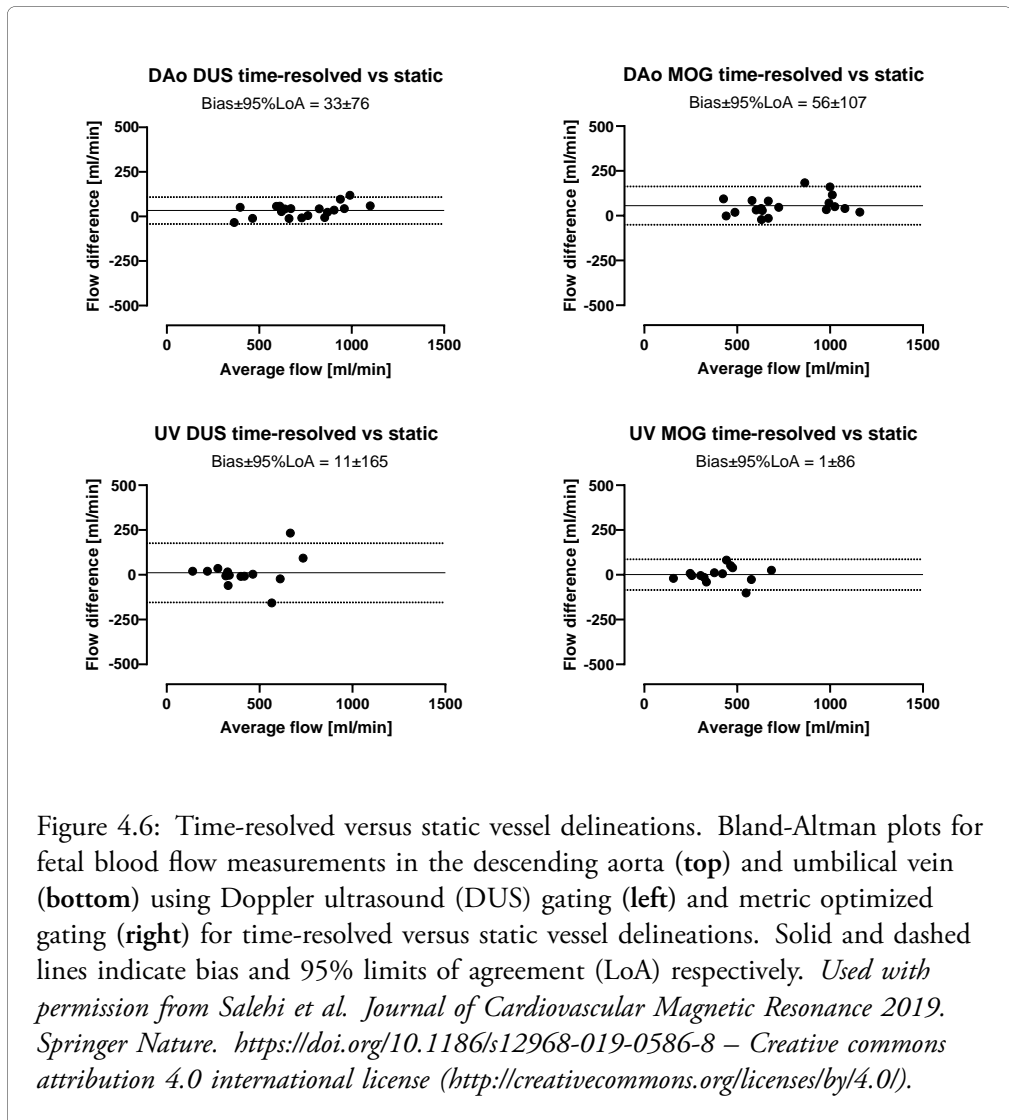 DAo DUS time-resolved vs static
Bias±95%LoA = 33±76
Flow difference [ml/min]
500
250
0
-250
-500
0 500 1000 1500
Average flow [ml/min]
DAo MOG time-resolved vs static
Bias±95%LoA = 56±107
Flow difference [ml/min]
500
250
0
-250
-500
0 500 1000 1500
Average flow [ml/min]
UV DUS time-resolved vs static
Bias±95%LoA = 11±165
Flow difference [ml/min]
500
250
0
-250
-500
0 500 1000 1500
Average flow [ml/min]
UV MOG time-resolved vs static
Bias±95%LoA = 1±86
Flow difference [ml/min]
500
250
0
-250
-500
0 500 1000 1500
Average flow [ml/min]
Figure 4.6: Time-resolved versus static vessel delineations. Bland-Altman plots for
fetal blood flow measurements in the descending aorta (top) and umbilical vein
(bottom) using Doppler ultrasound (DUS) gating (left) and metric optimized
gating (right) for time-resolved versus static vessel delineations. Solid and dashed
lines indicate bias and 95% limits of agreement (LoA) respectively. Used with
permission from Salehi et al. Journal of Cardiovascular Magnetic Resonance 2019.
Springer Nature. https://doi.org/10.1186/s12968-019-0586-8 – Creative commons
attribution 4.0 international license (http://creativecommons.org/licenses/by/4.0/).